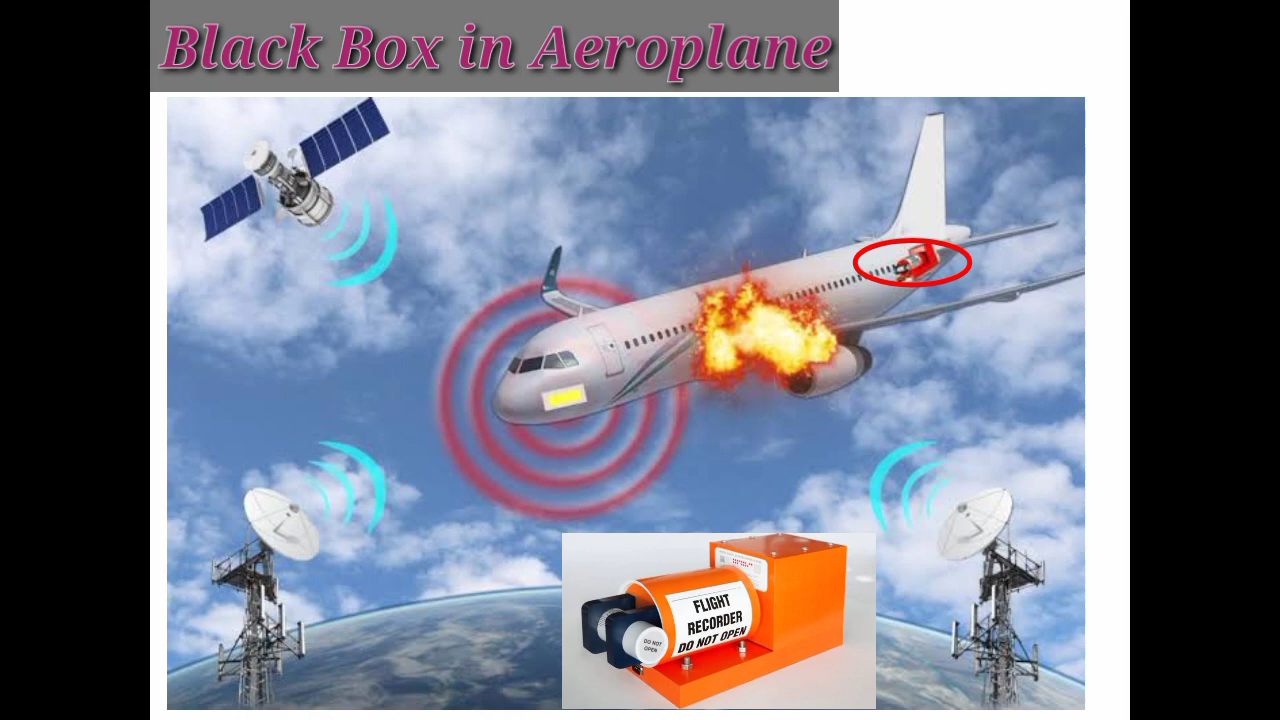 Black Box in Aeroplane
FLIGHT
RECORDER
DO NOT OPEN
DO NOT
OPEN